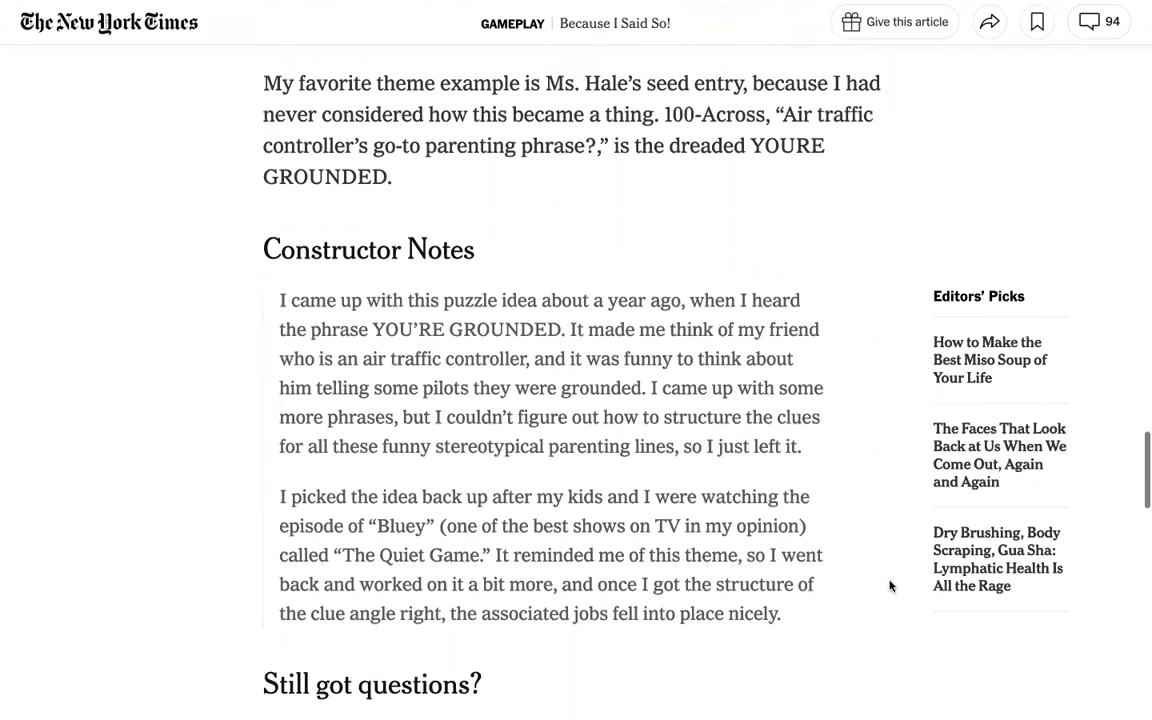 The New York Times
GAMEPLAY | Because I Said So!
Give this article
94
My favorite theme example is Ms. Hale’s seed entry, because I had
never considered how this became a thing. 100-Across, “Air traffic
controller’s go-to parenting phrase?,” is the dreaded YOURE
GROUNDED.
Constructor Notes
I came up with this puzzle idea about a year ago, when I heard
the phrase YOU’RE GROUNDED. It made me think of my friend
who is an air traffic controller, and it was funny to think about
him telling some pilots they were grounded. I came up with some
more phrases, but I couldn’t figure out how to structure the clues
for all these funny stereotypical parenting lines, so I just left it.
I picked the idea back up after my kids and I were watching the
episode of “Bluey” (one of the best shows on TV in my opinion)
called “The Quiet Game.” It reminded me of this theme, so I went
back and worked on it a bit more, and once I got the structure of
the clue angle right, the associated jobs fell into place nicely.
Still got questions?
Editors’ Picks
How to Make the
Best Miso Soup of
Your Life
The Faces That Look
Back at Us When We
Come Out, Again
and Again
Dry Brushing, Body
Scraping, Gua Sha:
Lymphatic Health Is
All the Rage